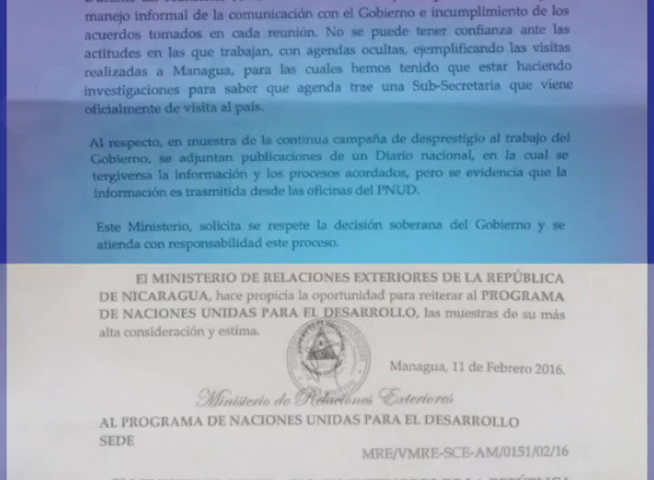 manejo informal de la comunicación con el Gobierno e incumplimiento de los
acuerdos tomados en cada reunión. No se puede tener confianza ante las
actitudes en las que trabajan, con agendas ocultas, ejemplificando las visitas
realizadas a Managua, para las cuales hemos tenido que estar haciendo
investigaciones para saber que agenda trae una Sub-Secretaria que viene
oficialmente de visita al país.
Al respecto, en muestra de la continua campaña de desprestigio al trabajo del
Gobierno, se adjuntan publicaciones de un Diario nacional, en la cual se
tergiversa la información y los procesos acordados, pero se evidencia que la
información es trasmitida desde las oficinas del PNUD.
Este Ministerio, solicita se respete la decisión soberana del Gobierno y se
atienda con responsabilidad este proceso.
El MINISTERIO DE RELACIONES EXTERIORES DE LA REPÚBLICA
DE NICARAGUA, hace propicia la oportunidad para reiterar al PROGRAMA
DE NACIONES UNIDAS PARA EL DESARROLLO, las muestras de su más
alta consideración y estima.
Managua, 11 de Febrero 2016.
Ministerio de Relaciones Exteriores
AL PROGRAMA DE NACIONES UNIDAS PARA EL DESARROLLO
SEDE
MRE/VMRE-SCE-AM/0151/02/16